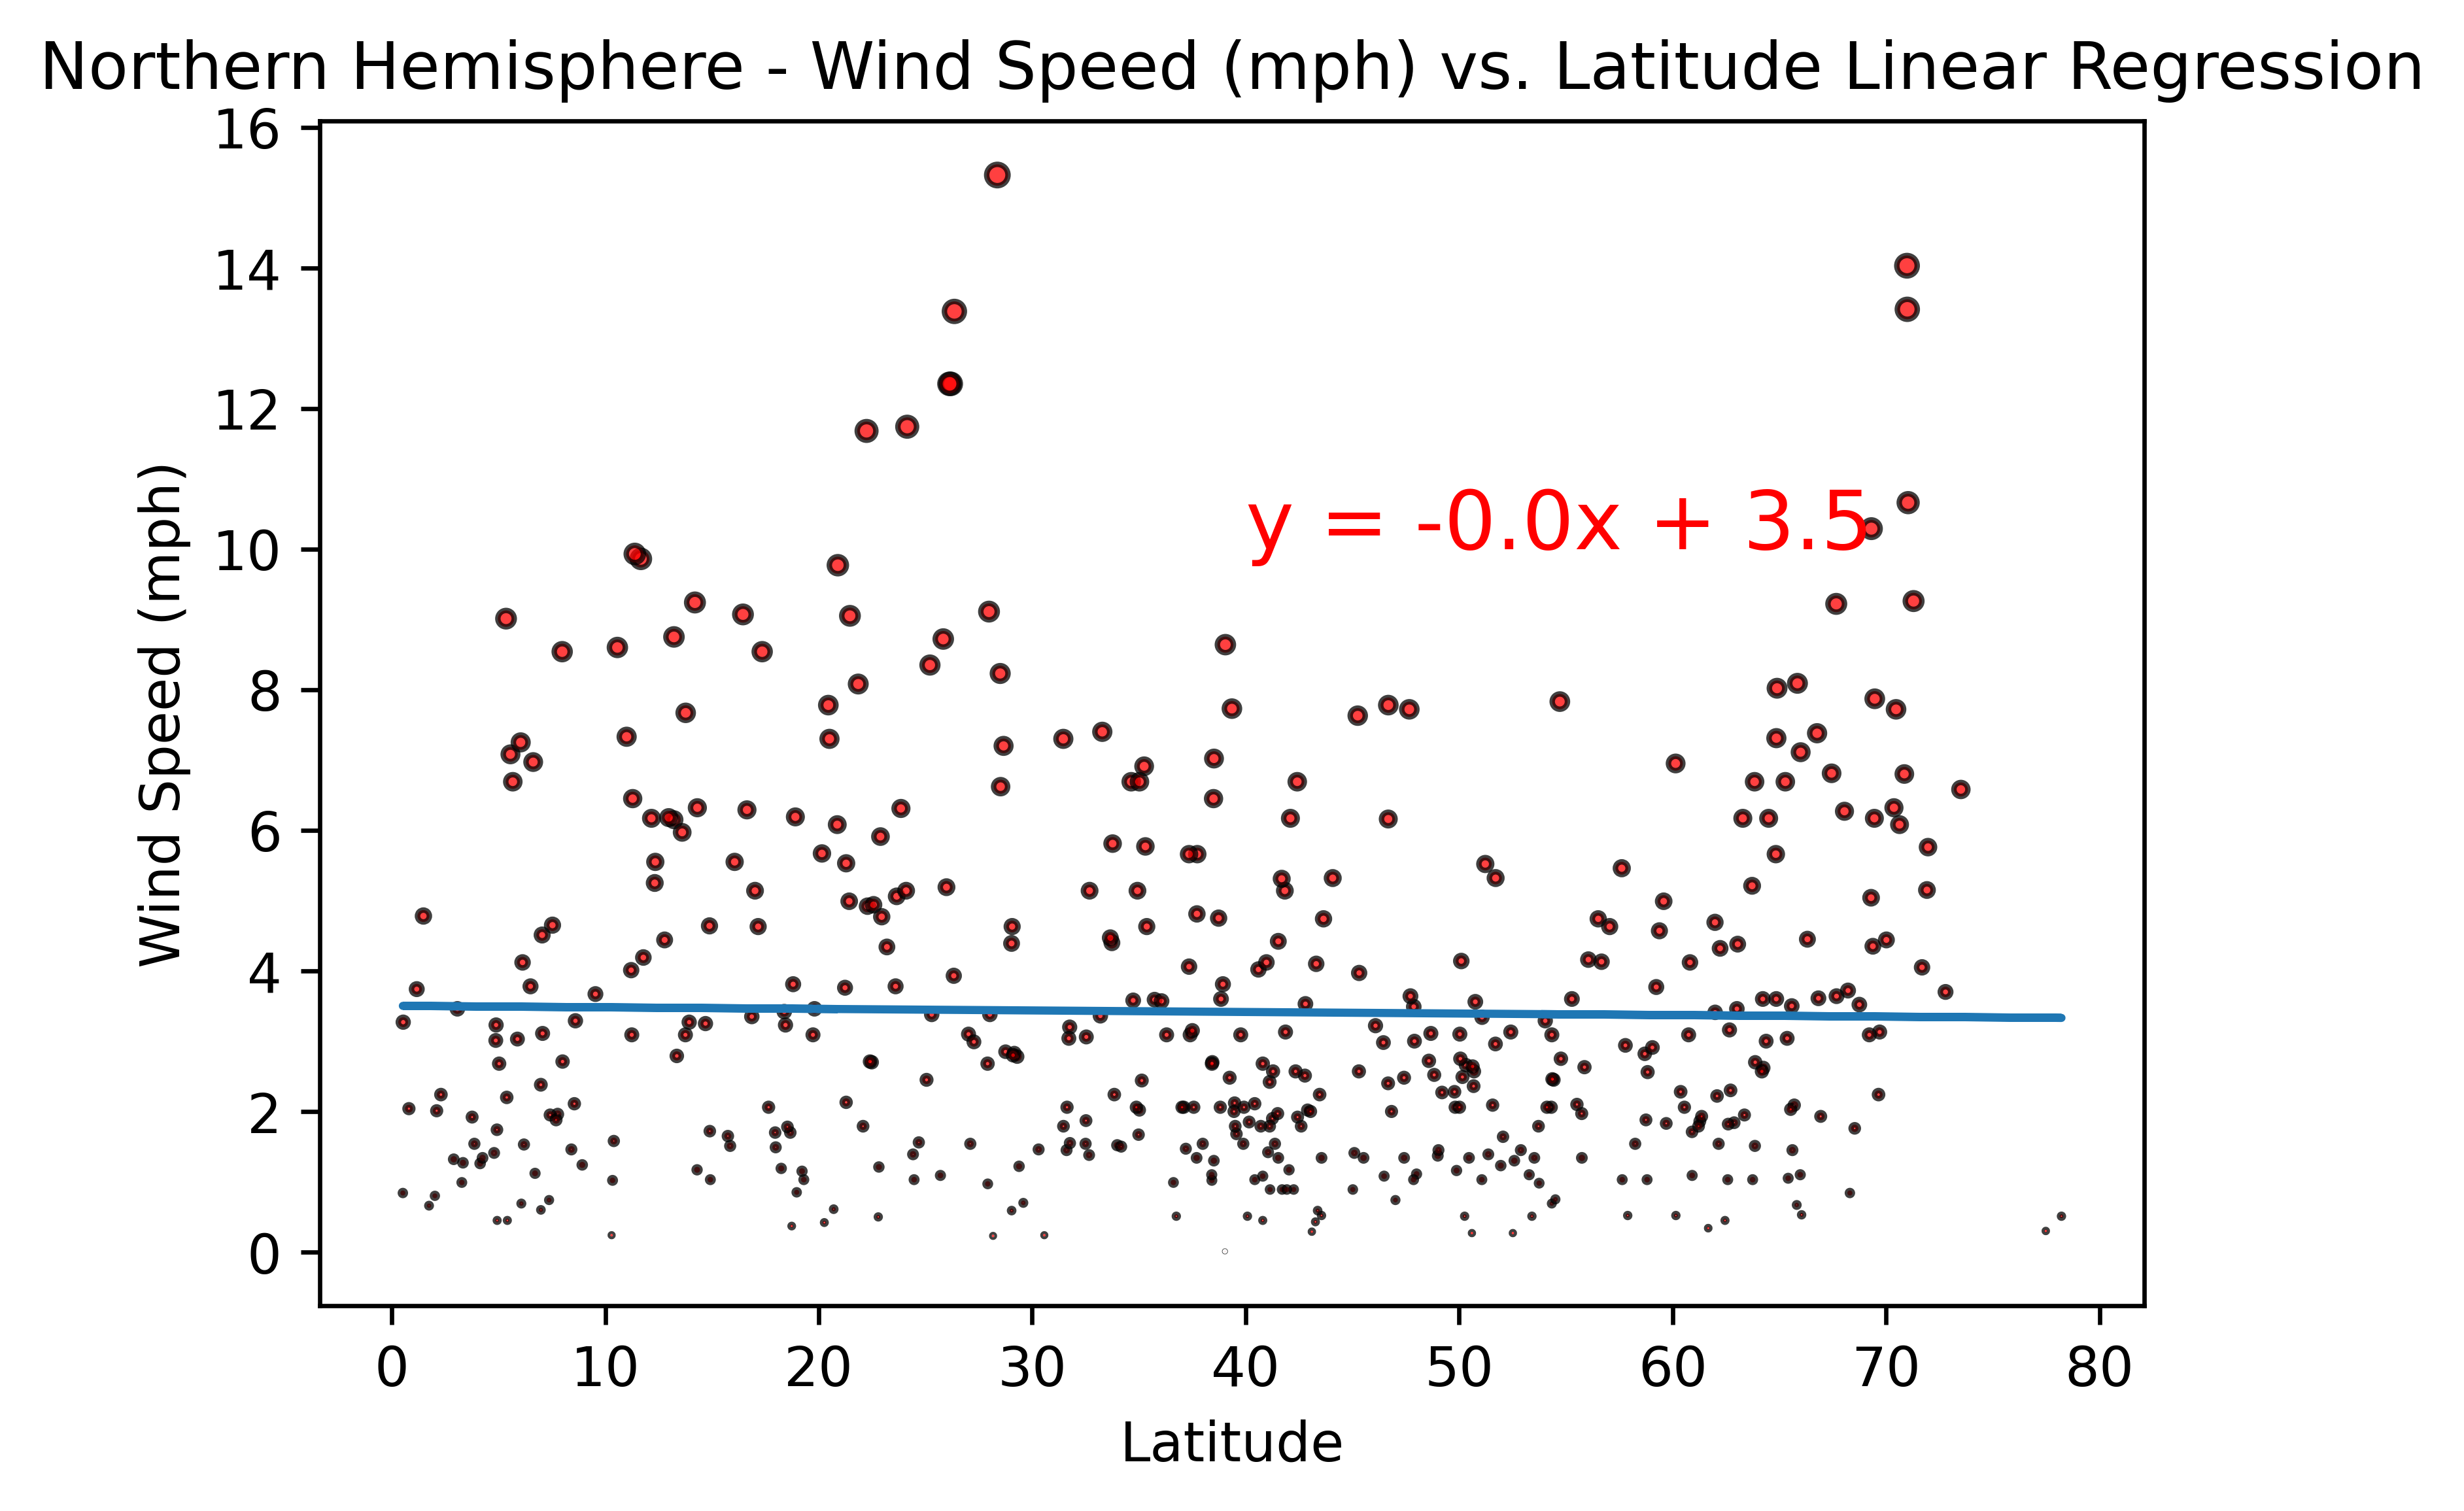 Northern Hemisphere - Wind Speed (mph) vs. Latitude Linear Regression
16
14
12
10
8
6
4
2
0
Wind Speed (mph)
y = -0.0x + 3.5
0 10 20 30 40 50 60 70 80
Latitude